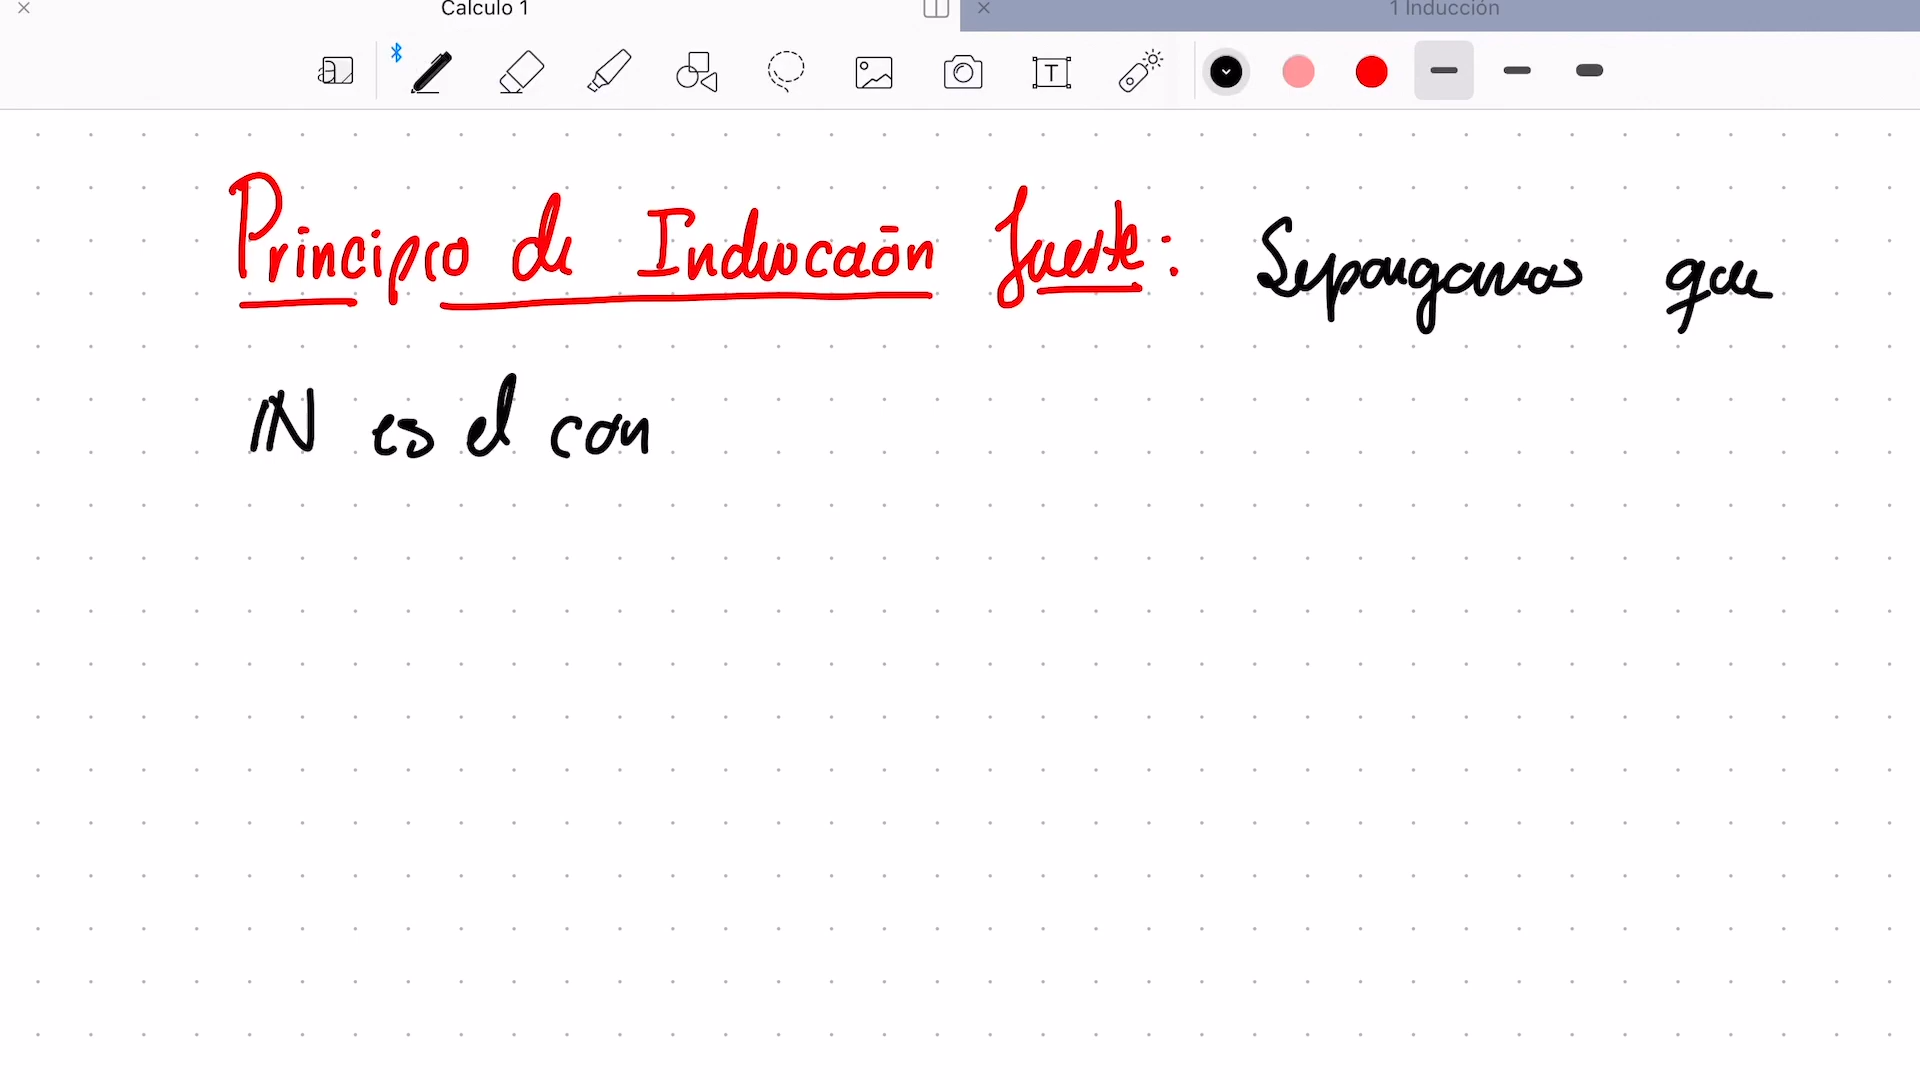 Calculo 1
1 Inducción
Principio de Inducción fuerte: Supongamos que
ℕ es el con